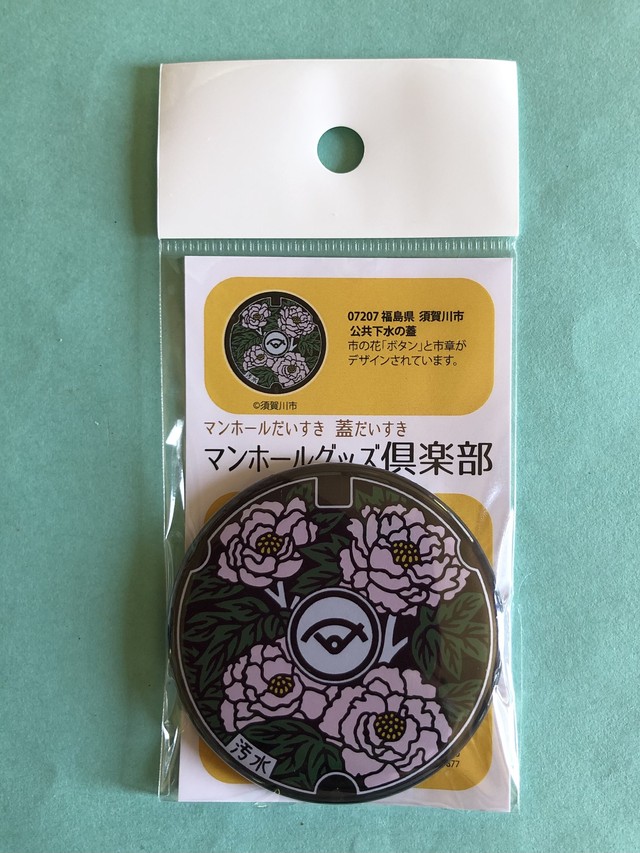 07207 福島県 須賀川市
公共下水の蓋
市の花「ボタン」と市章が
デザインされています。
©須賀川市
マンホールだいすき 蓋だいすき
マンホールグッズ倶楽部
汚水